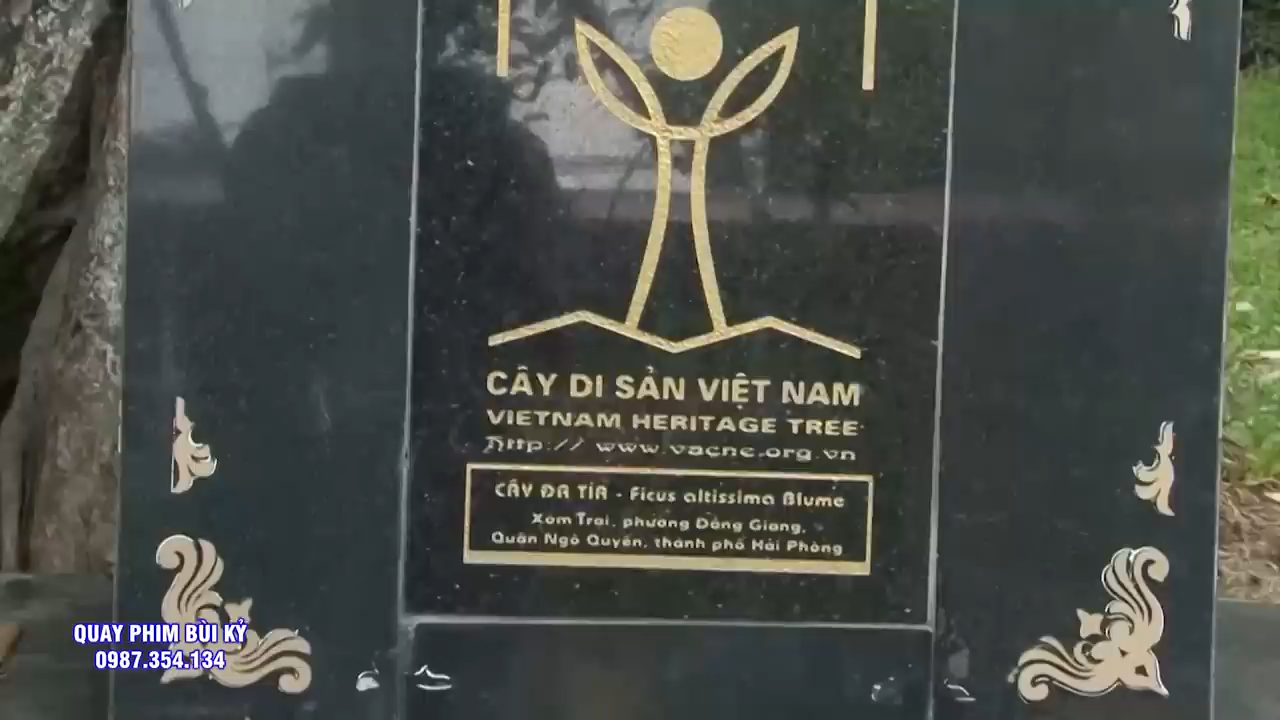 CÂY DI SẢN VIỆT NAM
VIETNAM HERITAGE TREE
http:// www.vacne.org.vn
CÂY ĐA TÍA - Ficus altissima Blume
Xóm Trại, phường Đông Giang,
Quận Ngô Quyền, thành phố Hải Phòng
QUAY PHIM BÙI KỶ
0987.354.134